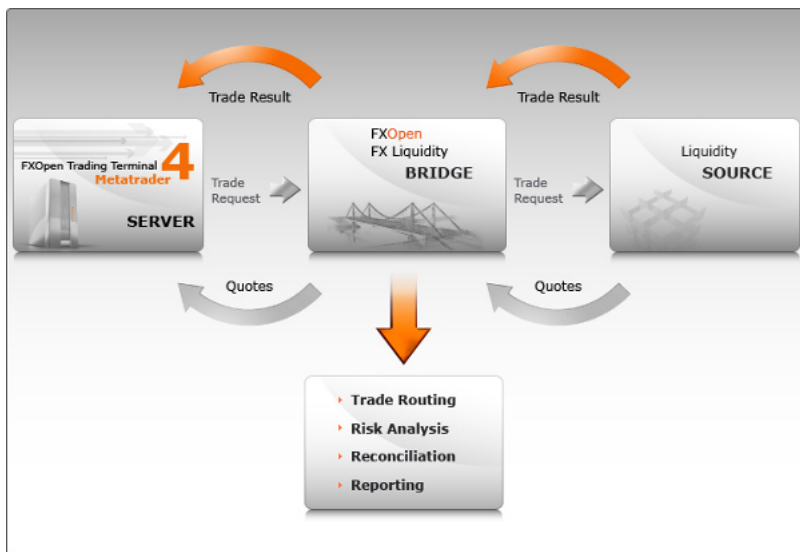 Trade Result
Trade Result
FXOpen Trading Terminal 4
Metatrader
SERVER
Trade
Request
FXOpen
FX Liquidity
BRIDGE
Trade
Request
Liquidity
SOURCE
Quotes
Quotes
Trade Routing
Risk Analysis
Reconciliation
Reporting